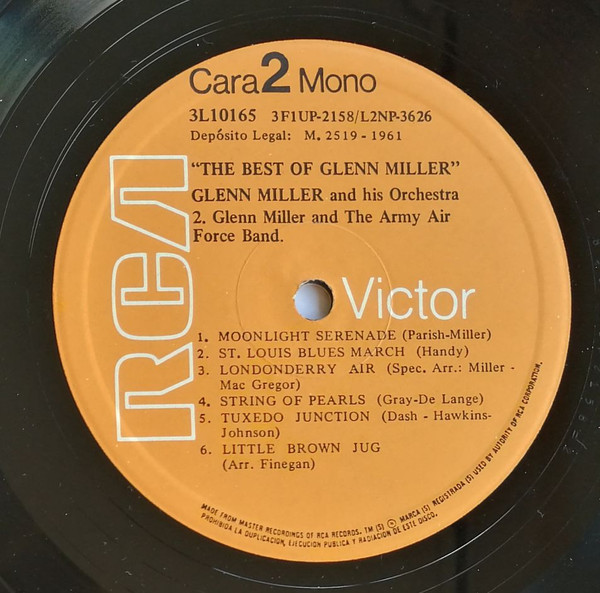 Cara 2 Mono
3L10165 3F1UP-2158/L2NP-3626
Depósito Legal: M. 2519 - 1961
"THE BEST OF GLENN MILLER"
GLENN MILLER and his Orchestra
2. Glenn Miller and The Army Air
Force Band.
RCA
Victor
1. MOONLIGHT SERENADE (Parish-Miller)
2. ST. LOUIS BLUES MARCH (Handy)
3. LONDONDERRY AIR (Spec. Arr.: Miller -
Mac Gregor)
4. STRING OF PEARLS (Gray-De Lange)
5. TUXEDO JUNCTION (Dash - Hawkins-
Johnson)
6. LITTLE BROWN JUG
(Arr. Finegan)
MADE FROM MASTER RECORDINGS OF RCA RECORDS. TM (S) © MARCA (S) REGISTRADA (S) USED BY AUTORITY OF RCA CORPORATION.
PROHIBIDA LA DUPLICACION, EJECUCION PUBLICA Y RADIACION DE ESTE DISCO.